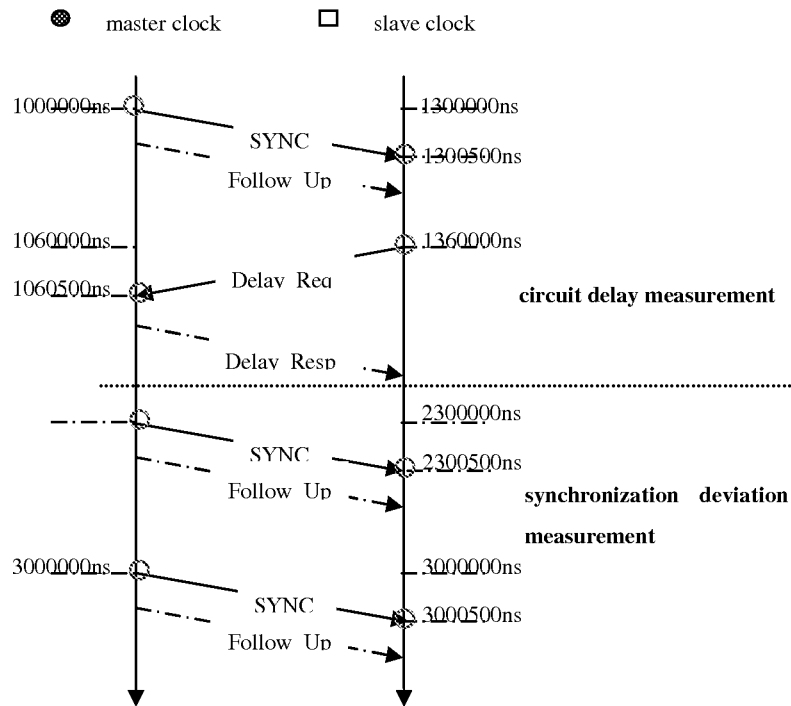 master clock slave clock
1000000ns 1300000ns
SYNC
1300500ns
Follow Up
1060000ns 1360000ns
Delay Req
1060500ns
circuit delay measurement
Delay Resp
2300000ns
SYNC
2300500ns
Follow Up
synchronization deviation
measurement
3000000ns 3000000ns
SYNC
3000500ns
Follow Up